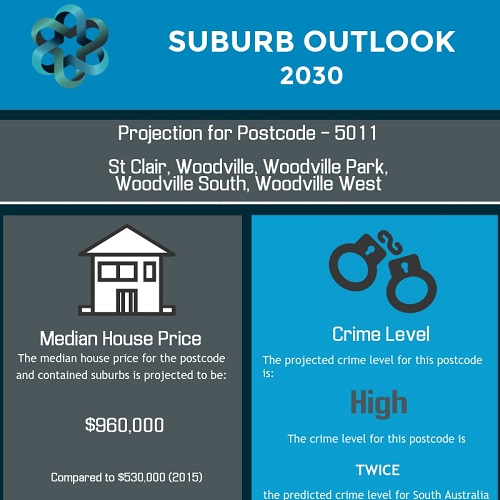 SUBURB OUTLOOK
2030
Projection for Postcode - 5011
St Clair, Woodville, Woodville Park,
Woodville South, Woodville West
Median House Price
The median house price for the postcode
and contained suburbs is projected to be:
$960,000
Compared to $530,000 (2015)
Crime Level
The projected crime level for this postcode
is:
High
The crime level for this postcode is
TWICE
the predicted crime level for South Australia